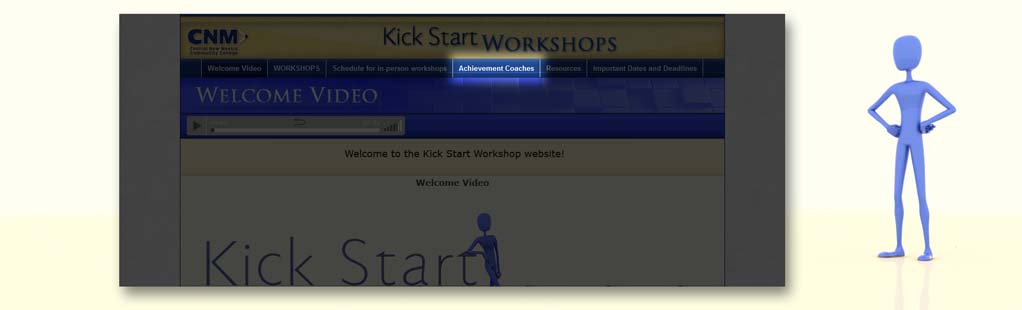 CNM
Central New Mexico
Community College
Kick Start WORKSHOPS
Welcome Video
WORKSHOPS
Schedule for in person workshops
Achievement Coaches
Resources
Important Dates and Deadlines
WELCOME VIDEO
Welcome to the Kick Start Workshop website!
Welcome Video
Kick Start